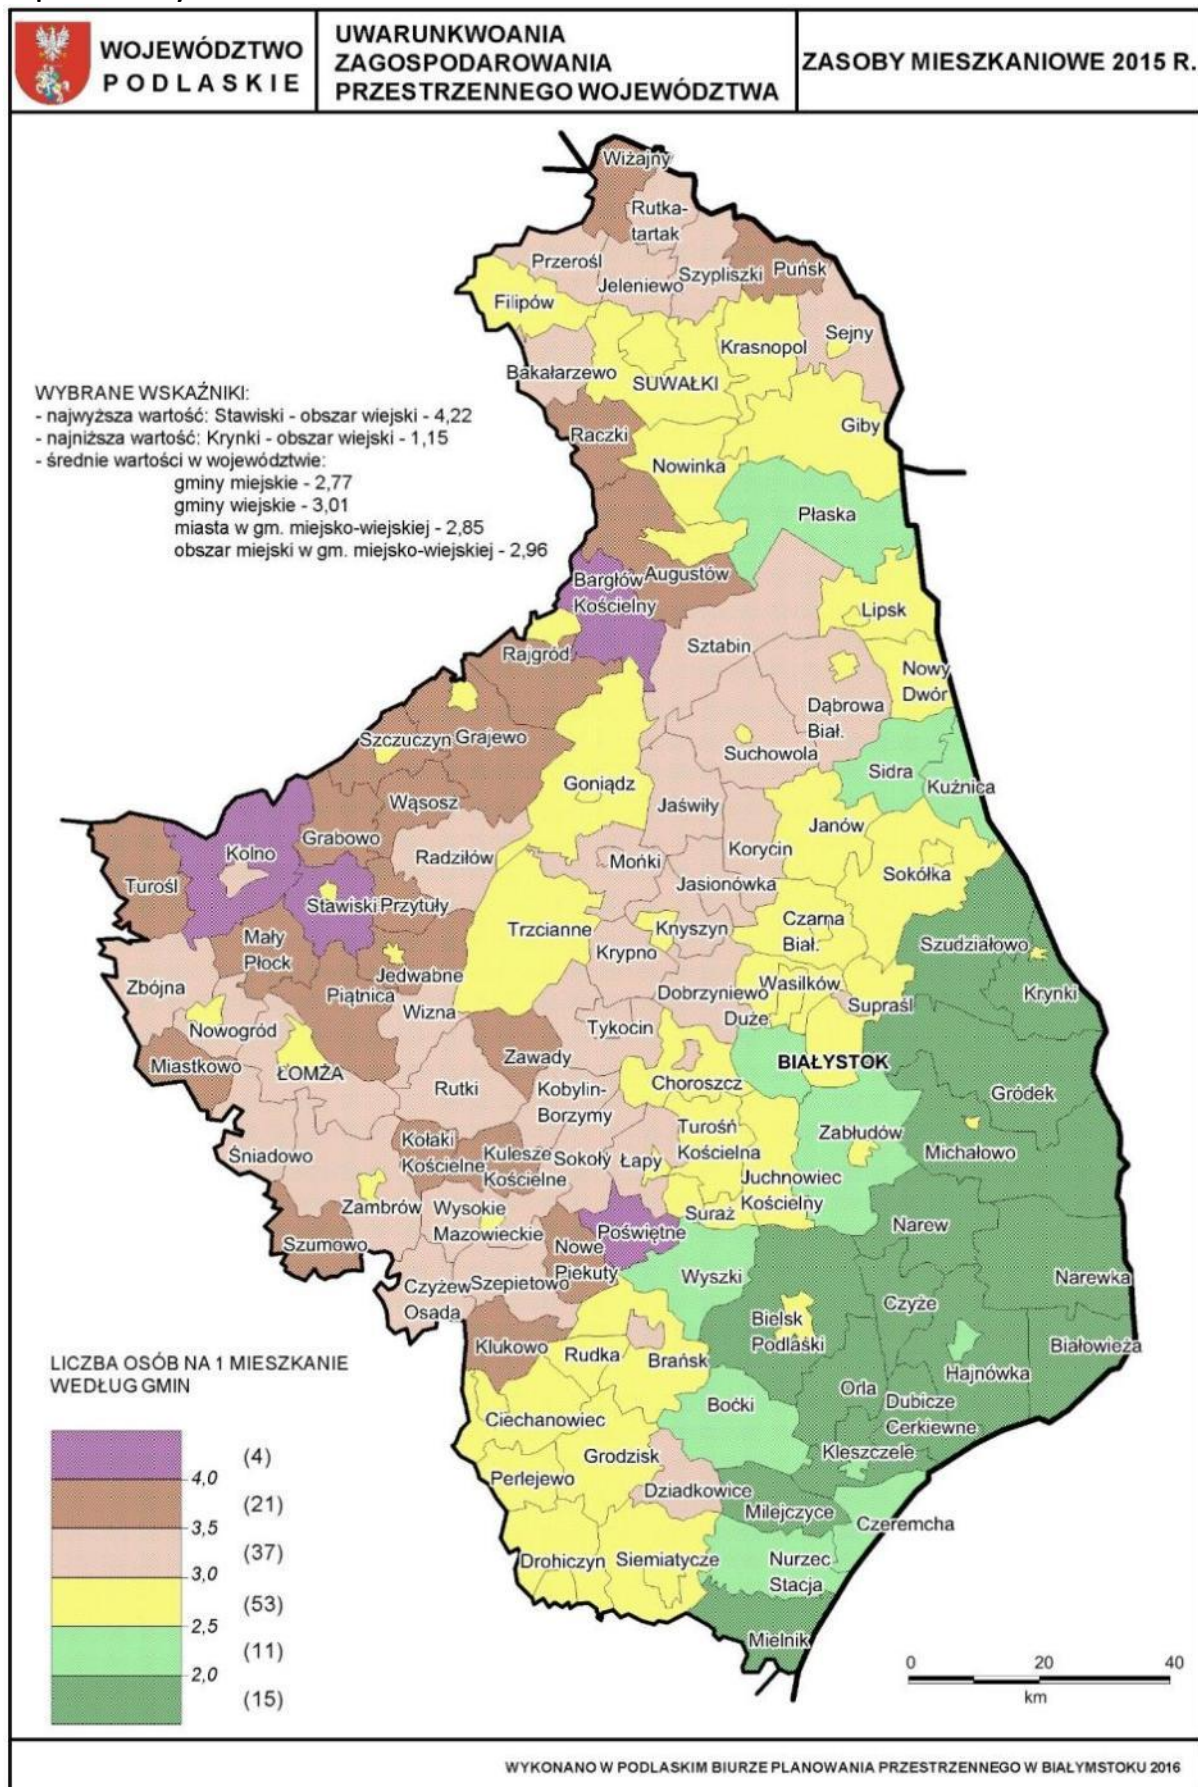 WOJEWÓDZTWO
PODLASKIE
UWARUNKWOANIA
ZAGOSPODAROWANIA
PRZESTRZENNEGO WOJEWÓDZTWA
ZASOBY MIESZKANIOWE 2015 R.
WYBRANE WSKAŹNIKI:
- najwyższa wartość: Stawiski - obszar wiejski - 4,22
- najniższa wartość: Krynki - obszar wiejski - 1,15
- średnie wartości w województwie:
gminy miejskie - 2,77
gminy wiejskie - 3,01
miasta w gm. miejsko-wiejskiej - 2,85
obszar miejski w gm. miejsko-wiejskiej - 2,96
Wiżajny
Rutka-
tartak
Przerośl
Jeleniewo
Szypliszki
Puńsk
Filipów
Krasnopol
Sejny
Bakałarzewo
SUWAŁKI
Raczki
Giby
Nowinka
Płaska
Bargłów
Kościelny
Augustów
Lipsk
Rajgród
Sztabin
Nowy
Dwór
Dąbrowa
Biał.
Szczuczyn
Grajewo
Suchowola
Sidra
Kuźnica
Goniądz
Wąsosz
Jaświły
Janów
Grabowo
Kolno
Radziłów
Mońki
Korycin
Sokółka
Turośl
Jasionówka
Stawiski
Przytuły
Trzcianne
Knyszyn
Czarna
Biał.
Szudziałowo
Mały
Płock
Krypno
Jedwabne
Zbójna
Piątnica
Wizna
Dobrzyniewo
Duże
Wasilków
Supraśl
Krynki
Nowogród
Tykocin
Miastkowo
ŁOMŻA
Zawady
BIAŁYSTOK
Rutki
Kobylin-
Borzymy
Choroszcz
Gródek
Śniadowo
Kołaki
Kościelne
Kulesze
Kościelne
Sokoły
Łapy
Turośń
Kościelna
Zabłudów
Michałowo
Juchnowiec
Kościelny
Zambrów
Wysokie
Mazowieckie
Suraż
Szumowo
Nowe
Piekuty
Poświętne
Narew
Czyżew
Osada
Szepietowo
Wyszki
Narewka
Czyże
Klukowo
Rudka
Brańsk
Bielsk
Podlaski
Białowieża
Hajnówka
Boćki
Orla
Dubicze
Cerkiewne
Ciechanowiec
Grodzisk
Kleszczele
Perlejewo
Dziadkowice
Milejczyce
Czeremcha
Drohiczyn
Siemiatycze
Nurzec
Stacja
Mielnik
LICZBA OSÓB NA 1 MIESZKANIE
WEDŁUG GMIN
(4)
4,0
(21)
3,5
(37)
3,0
(53)
2,5
(11)
2,0
(15)
0 20 40
km
WYKONANO W PODLASKIM BIURZE PLANOWANIA PRZESTRZENNEGO W BIAŁYMSTOKU 2016